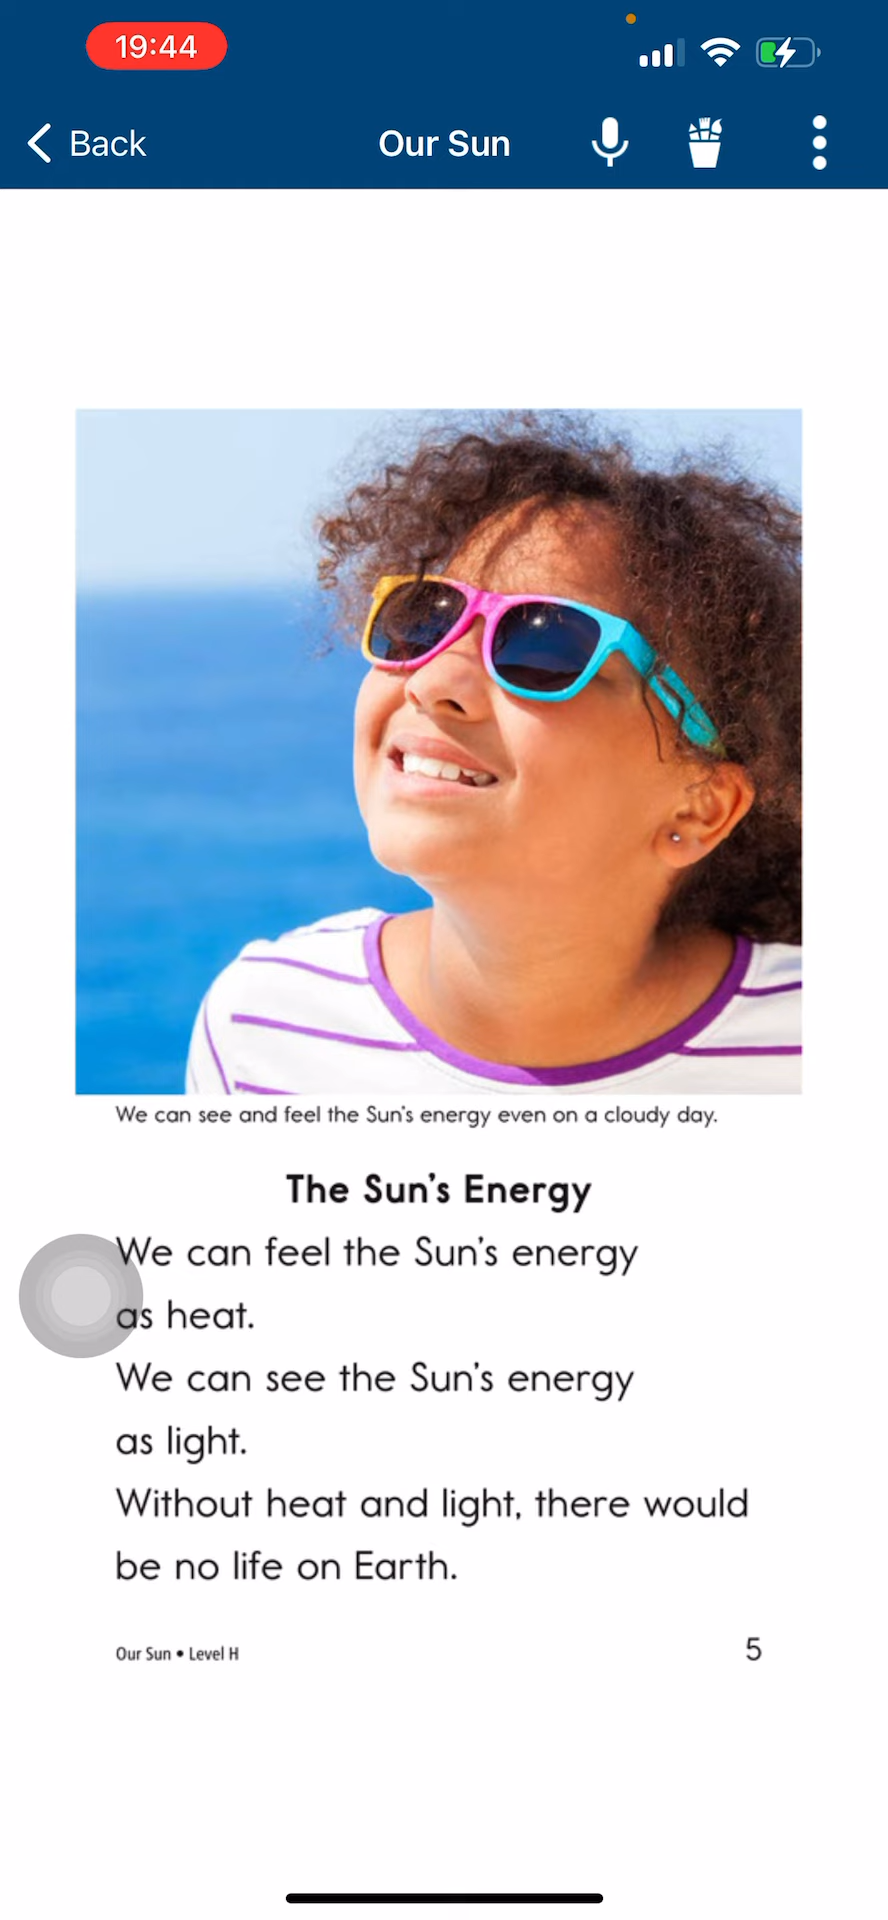 19:44
Back
Our Sun
We can see and feel the Sun's energy even on a cloudy day.
The Sun's Energy
We can feel the Sun's energy
as heat.
We can see the Sun's energy
as light.
Without heat and light, there would
be no life on Earth.
Our Sun • Level H
5